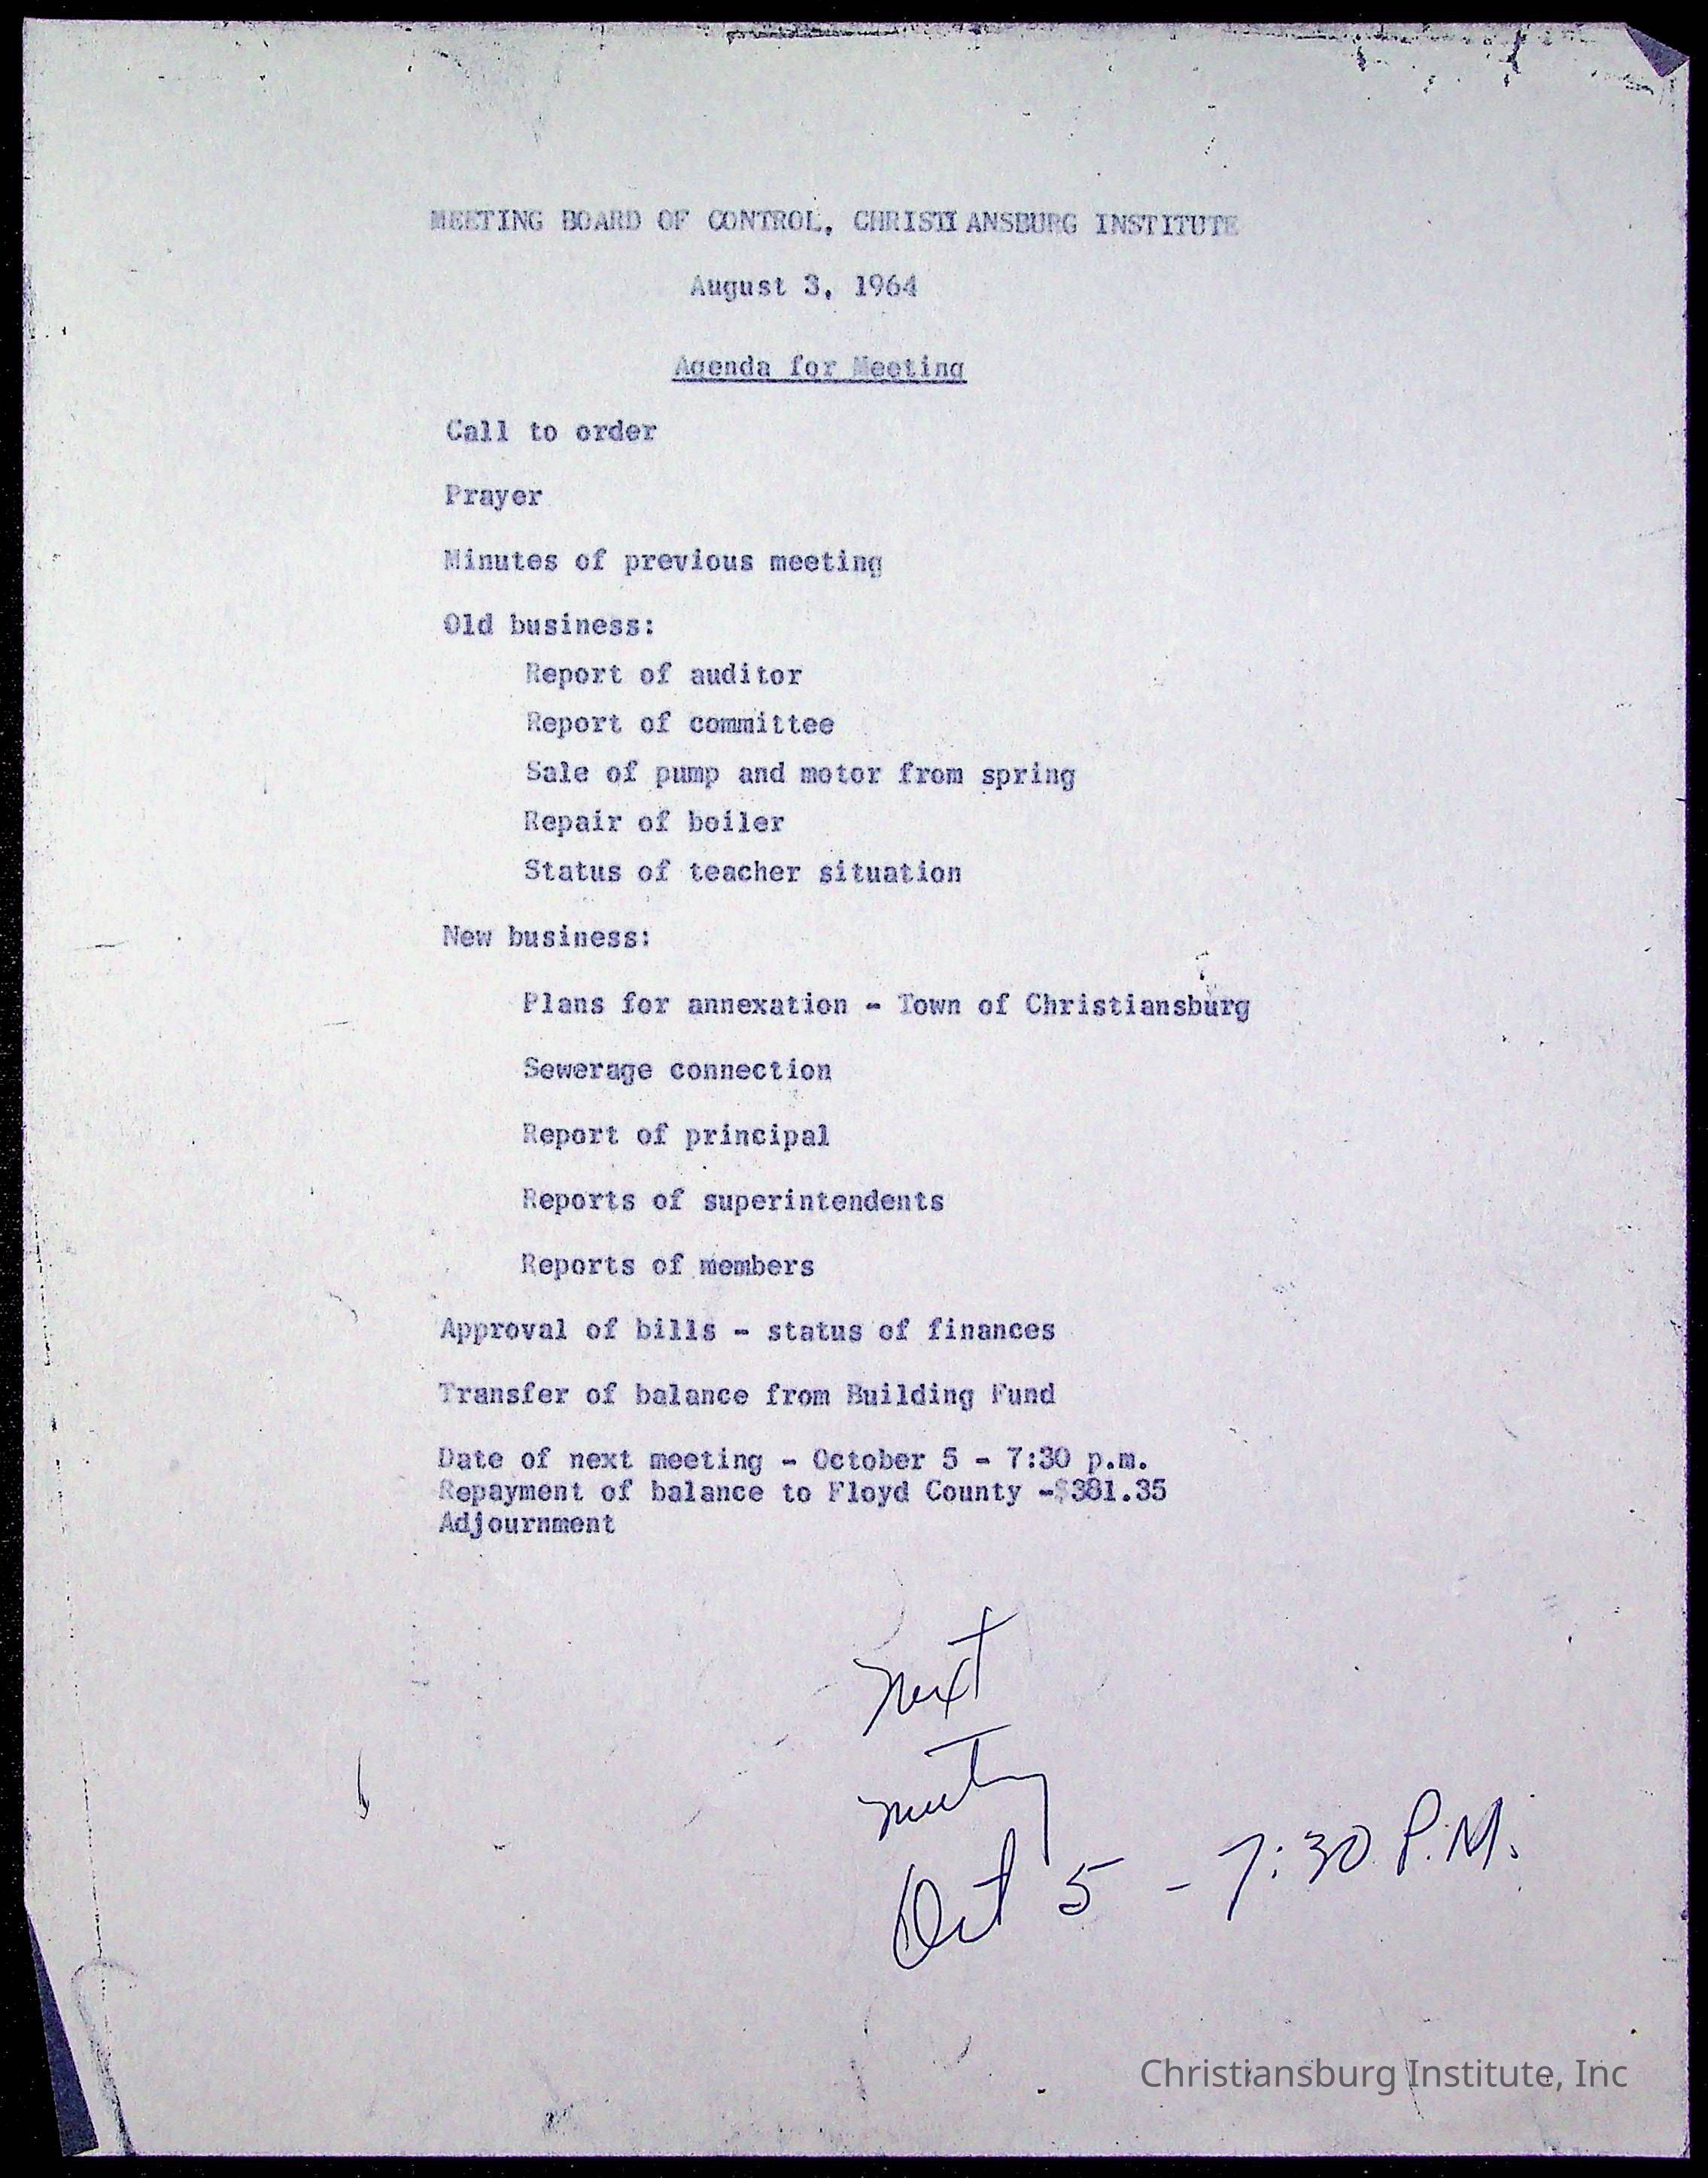 MEETING BOARD OF CONTROL, CHRISTIANSBURG INSTITUTE
August 3, 1964
Agenda for Meeting
Call to order
Prayer
Minutes of previous meeting
Old business:
Report of auditor
Report of committee
Sale of pump and motor from spring
Repair of boiler
Status of teacher situation
New business:
Plans for annexation - Town of Christiansburg
Sewerage connection
Report of principal
Reports of superintendents
Reports of members
Approval of bills - status of finances
Transfer of balance from Building Fund
Date of next meeting - October 5 - 7:30 p.m.
Repayment of balance to Floyd County -$381.35
Adjournment
Next
Meeting
Oct 5 - 7:30 P.M.
Christiansburg Institute, Inc